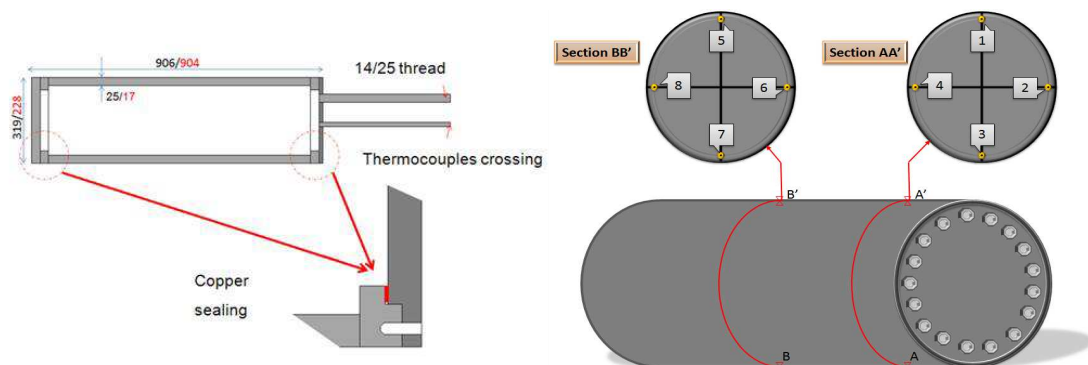 906/904
14/25 thread
25/17
319/228
Thermocouples crossing
Copper
sealing
Section BB’
5
8
6
7
Section AA’
1
4
2
3
B’
A’
B
A